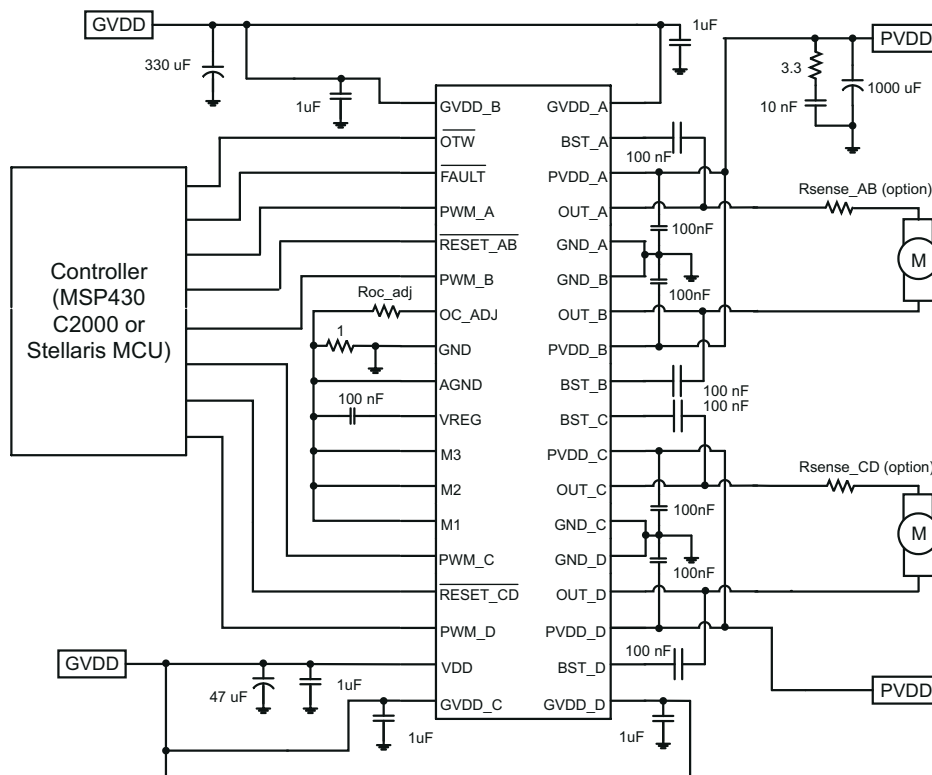 GVDD
PVDD
1uF
330 uF
1uF
3.3
10 nF
1000 uF
GVDD_B
GVDD_A
OTW
BST_A
100 nF
FAULT
PVDD_A
PWM_A
OUT_A
Rsense_AB (option)
100nF
RESET_AB
GND_A
M
Controller
(MSP430
C2000 or
Stellaris MCU)
PWM_B
GND_B
100nF
Roc_adj
OC_ADJ
OUT_B
1
GND
PVDD_B
AGND
BST_B
100 nF
100 nF
100 nF
VREG
BST_C
M3
PVDD_C
Rsense_CD (option)
M2
OUT_C
100nF
M1
GND_C
M
PWM_C
GND_D
100nF
RESET_CD
OUT_D
PWM_D
PVDD_D
100 nF
GVDD
VDD
BST_D
47 uF
1uF
PVDD
GVDD_C
GVDD_D
1uF
1uF